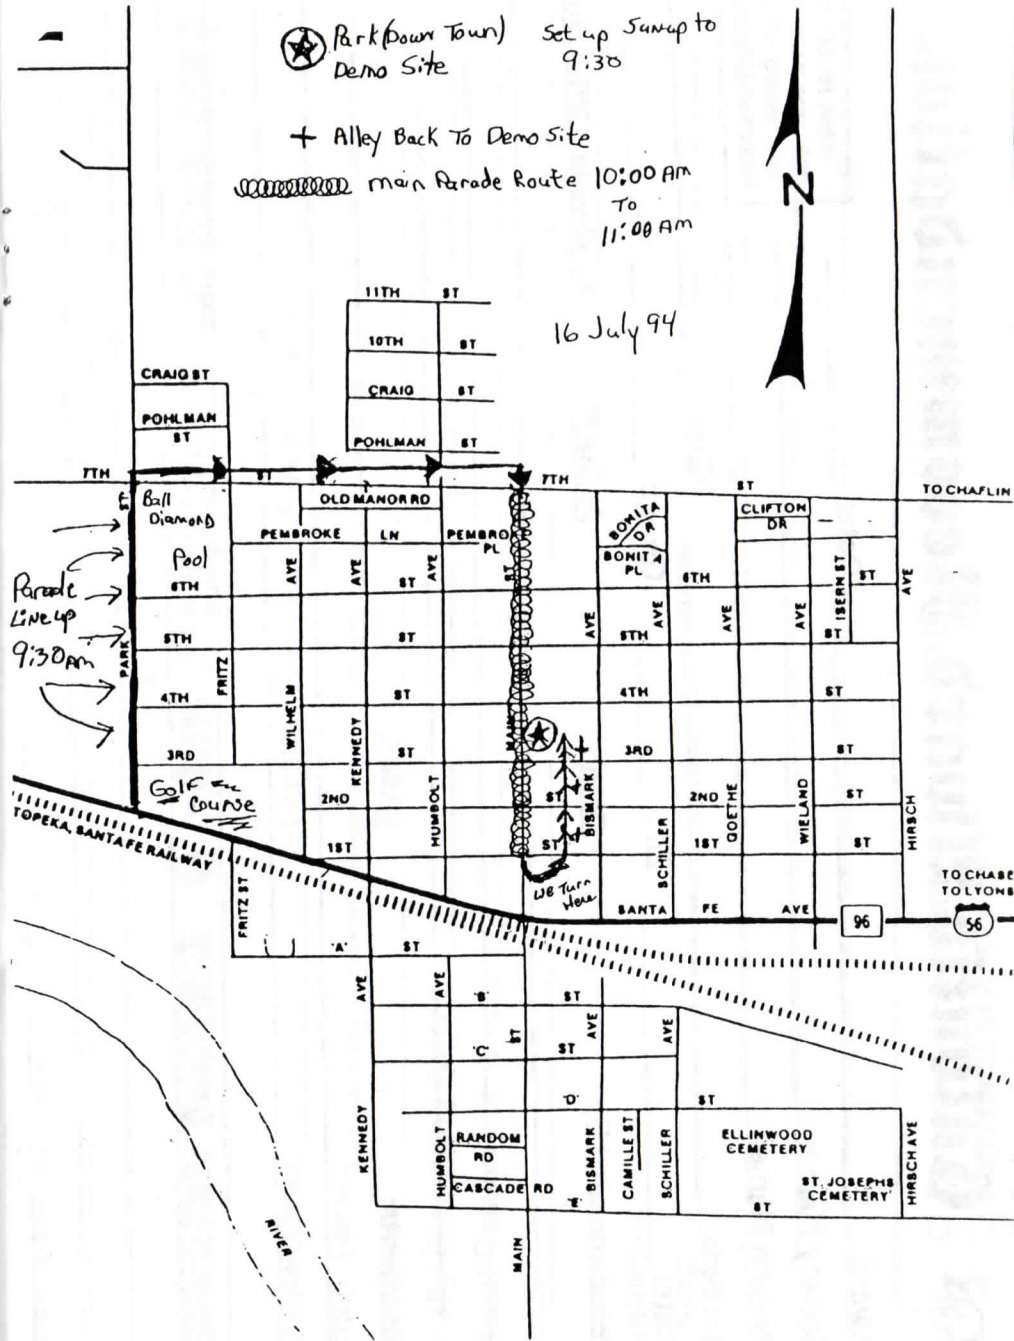 Park (Down Town) Set up Sunup to
Demo Site 9:30
+ Alley Back To Demo Site
main Parade Route 10:00 AM
To
11:00 AM
N
16 July 94
11TH ST
10TH ST
CRAIG ST
POHLMAN ST
CRAIG ST
POHLMAN
ST
7TH ST 7TH ST
TO CHAFLIN
Ball
Diamond
Pool
ST
OLD MANOR RD
PEMBROKE LN PEMBROKE
PL
BONITA
DR
BONITA
PL
CLIFTON
DR
Parade
Line up
9:30 AM
6TH ST 6TH ST
5TH ST 5TH ST
4TH ST 4TH ST
3RD ST 3RD ST
2ND ST 2ND ST
1ST ST 1ST ST
PARK
FRITZ
WILHELM AVE
KENNEDY AVE
HUMBOLT AVE
MAIN ST
BISMARK AVE
SCHILLER AVE
GOETHE AVE
WIELAND AVE
ISERN ST
HIRSCH AVE
Golf
Course
TOPEKA, SANTA FE RAILWAY
We Turn
Here
SANTA FE AVE
96
56
TO CHASE
TO LYONS
FRITZ ST
'A' ST
'B' ST
'C' ST
'D' ST
'E' ST
KENNEDY AVE
HUMBOLT AVE
MAIN ST
BISMARK AVE
CAMILLE ST
SCHILLER AVE
RANDOM
RD
CASCADE RD
ELLINWOOD
CEMETERY
ST. JOSEPHS
CEMETERY
HIRSCH AVE
RIVER